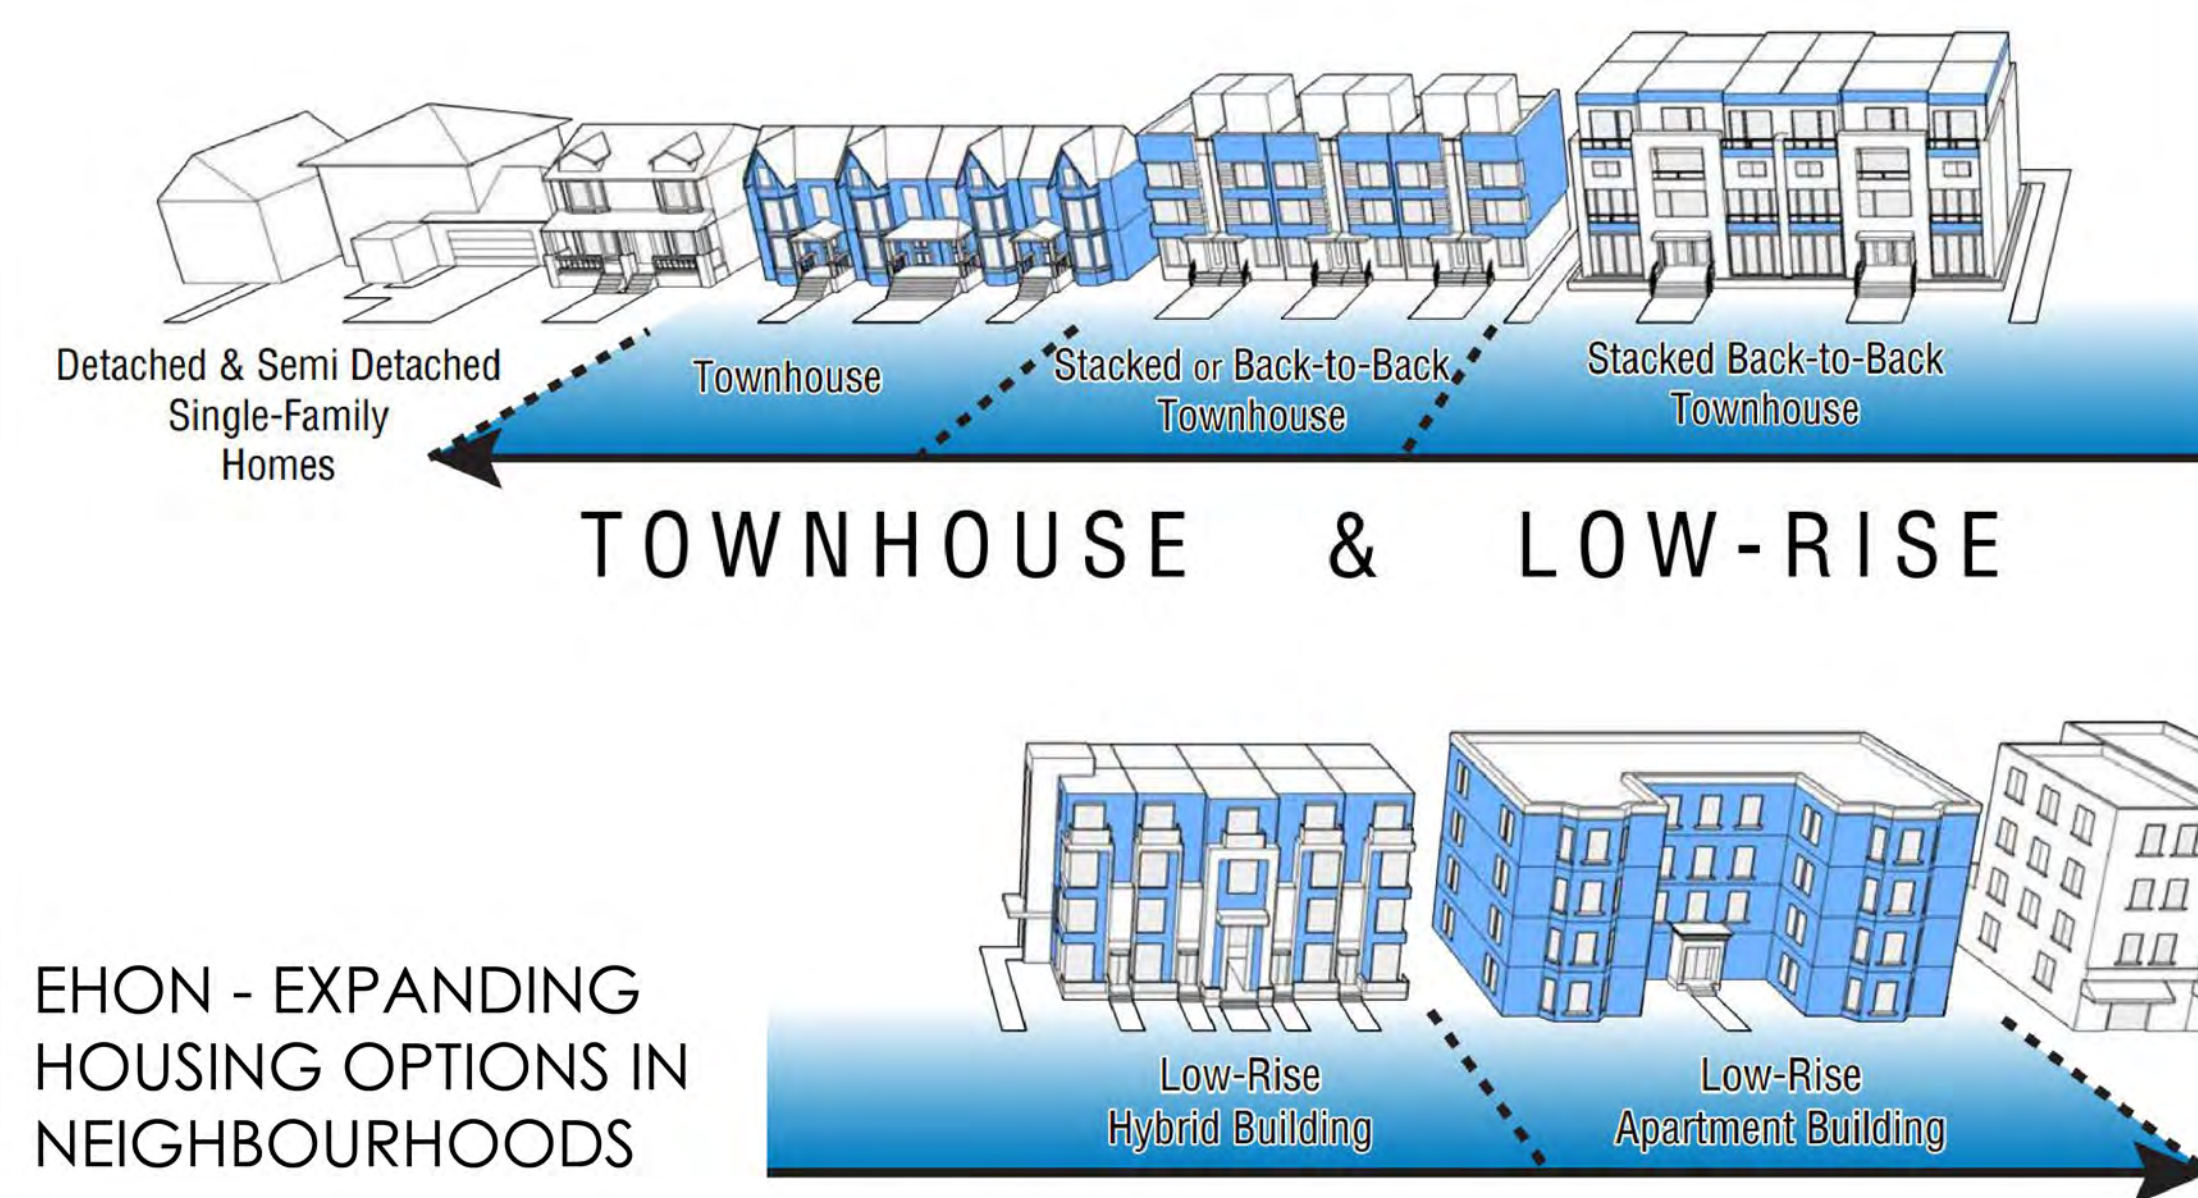 Detached & Semi Detached
Single-Family
Homes
Townhouse
Stacked or Back-to-Back
Townhouse
Stacked Back-to-Back
Townhouse
TOWNHOUSE & LOW-RISE
Low-Rise
Hybrid Building
Low-Rise
Apartment Building
EHON - EXPANDING
HOUSING OPTIONS IN
NEIGHBOURHOODS